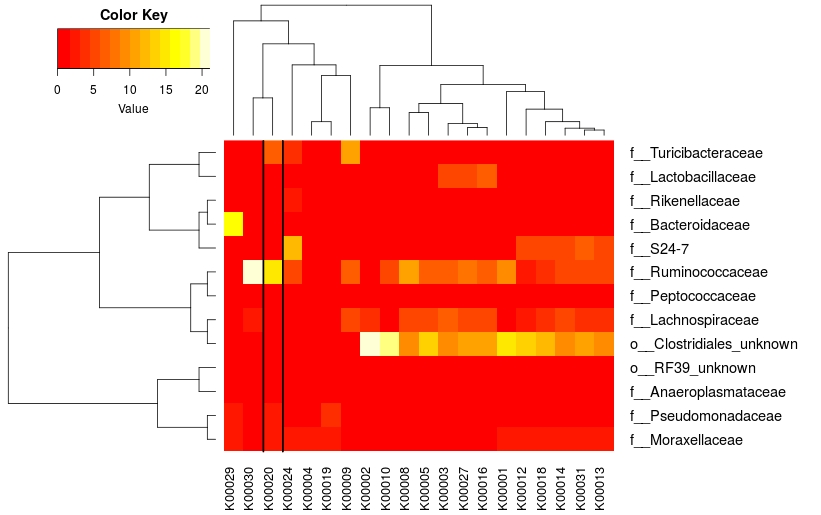 Color Key
0 5 10 15 20
Value
f__Turicibacteraceae
f__Lactobacillaceae
f__Rikenellaceae
f__Bacteroidaceae
f__S24-7
f__Ruminococcaceae
f__Peptococcaceae
f__Lachnospiraceae
o__Clostridiales_unknown
o__RF39_unknown
f__Anaeroplasmataceae
f__Pseudomonadaceae
f__Moraxellaceae
K00029
K00030
K00020
K00024
K00004
K00019
K00009
K00002
K00010
K00008
K00005
K00003
K00027
K00016
K00001
K00012
K00018
K00014
K00031
K00013